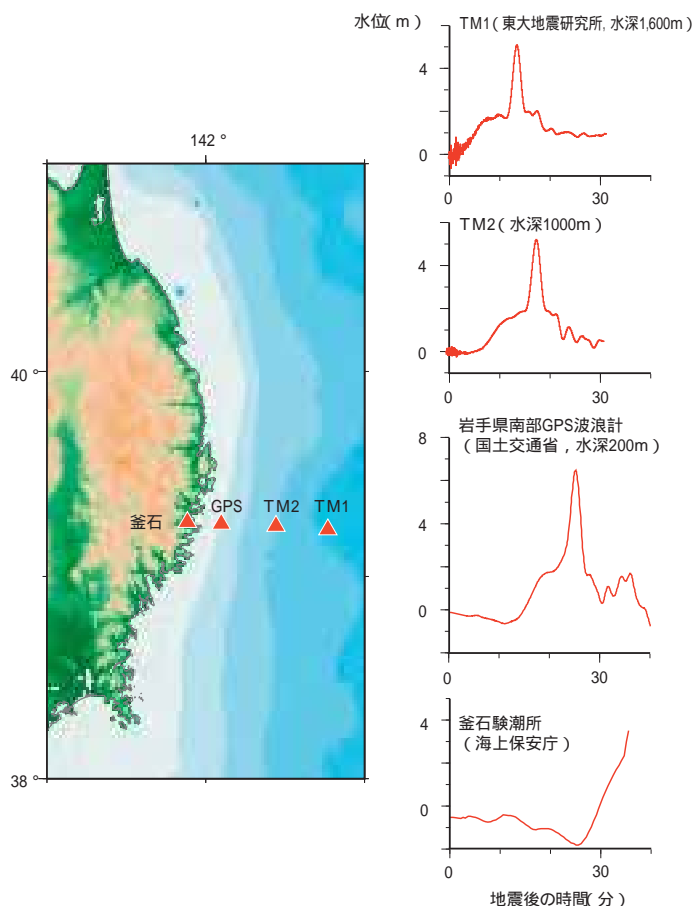 水位( m )
TM1 ( 東大地震研究所, 水深1,600m )
4
0
0
30
142 °
40 °
38 °
釜石
GPS
TM2
TM1
TM2 ( 水深1000m )
4
0
0
30
岩手県南部GPS波浪計
( 国土交通省 , 水深200m )
8
4
0
0
30
釜石験潮所
( 海上保安庁 )
4
0
0
30
地震後の時間( 分 )